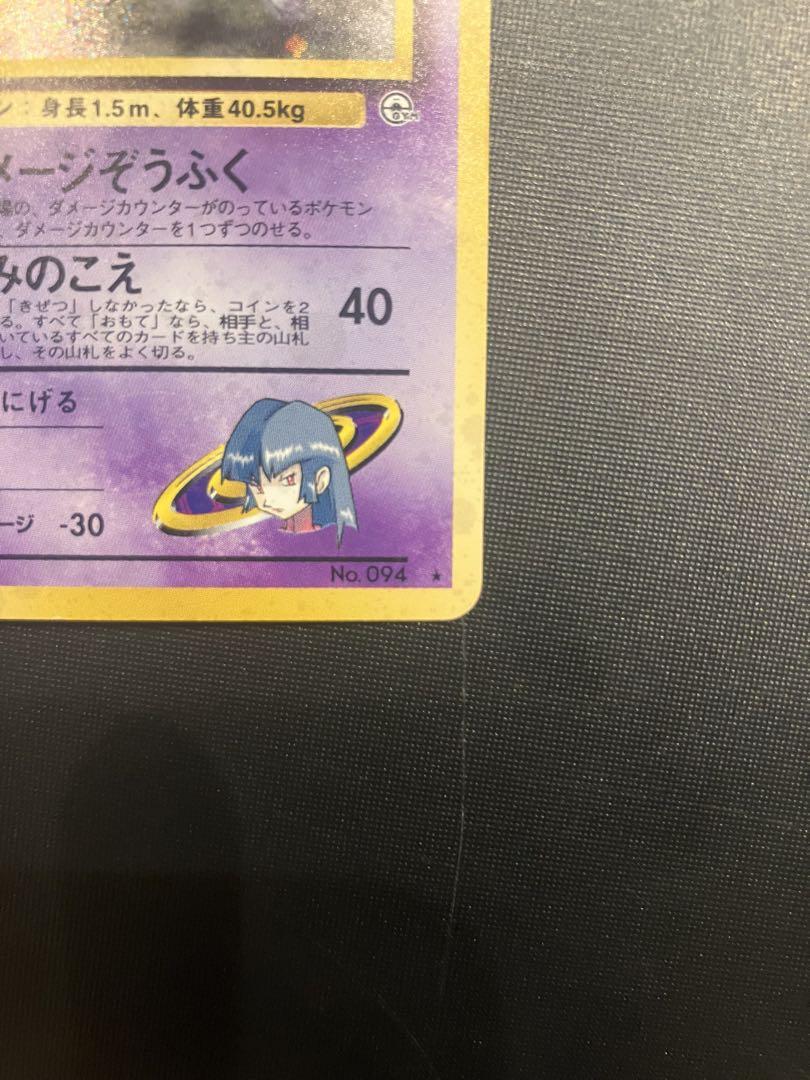 ン:身長1.5m、体重40.5kg
GYM
メージぞうふく
場の、ダメージカウンターがのっているポケモン
、ダメージカウンターを1つずつのせる。
みのこえ
「きぜつ」しなかったなら、コインを2
る。すべて「おもて」なら、相手と、相
いているすべてのカードを持ち主の山札
し、その山札をよく切る。
40
にげる
ージ -30
No. 094 ★